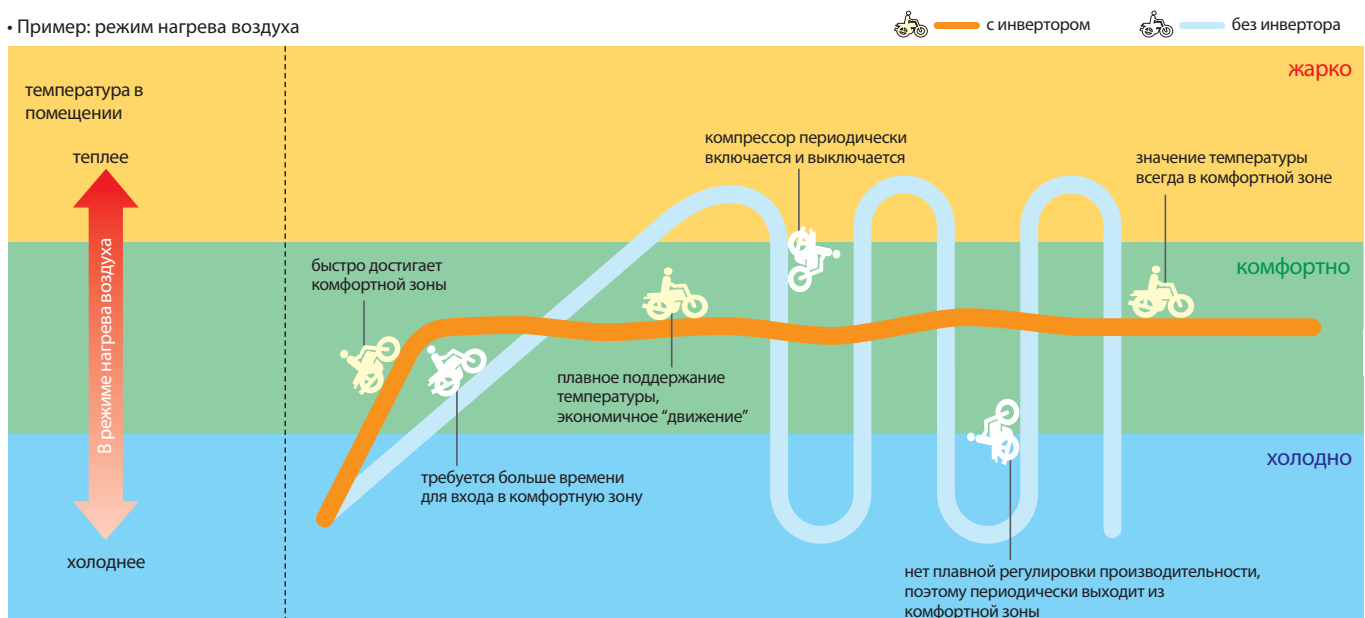 • Пример: режим нагрева воздуха
с инвертором
без инвертора
жарко
температура в
помещении
теплее
В режиме нагрева воздуха
холоднее
компрессор периодически
включается и выключается
значение температуры
всегда в комфортной зоне
комфортно
быстро достигает
комфортной зоны
плавное поддержание
температуры,
экономичное “движение”
холодно
требуется больше времени
для входа в комфортную зону
нет плавной регулировки производительности,
поэтому периодически выходит из
комфортной зоны